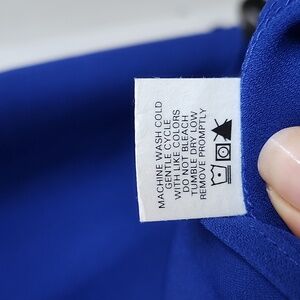 MACHINE WASH COLD
GENTLE CYCLE
WITH LIKE COLORS
DO NOT BLEACH
TUMBLE DRY LOW
REMOVE PROMPTLY